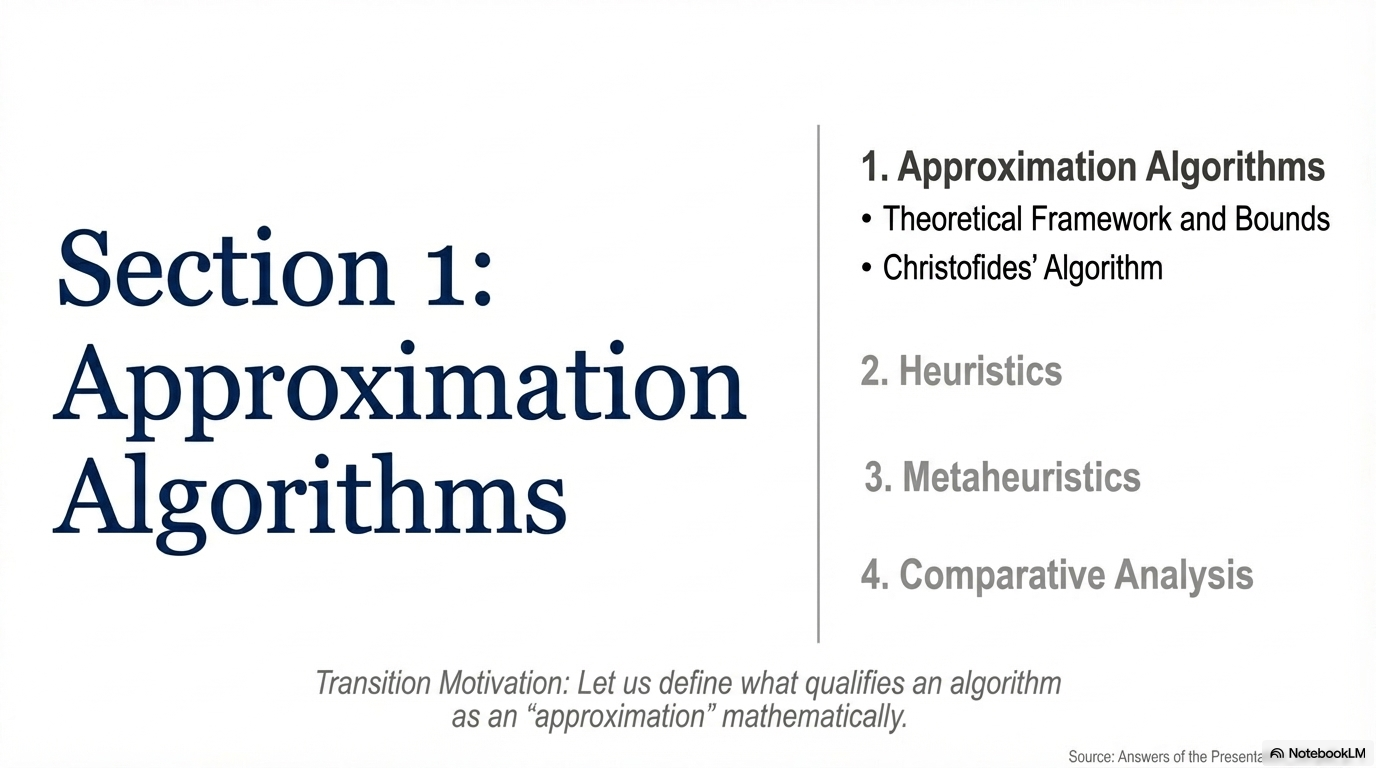 Section 1:
Approximation
Algorithms
1. Approximation Algorithms
• Theoretical Framework and Bounds
• Christofides’ Algorithm
2. Heuristics
3. Metaheuristics
4. Comparative Analysis
Transition Motivation: Let us define what qualifies an algorithm
as an “approximation” mathematically.
Source: Answers of the
NotebookLM